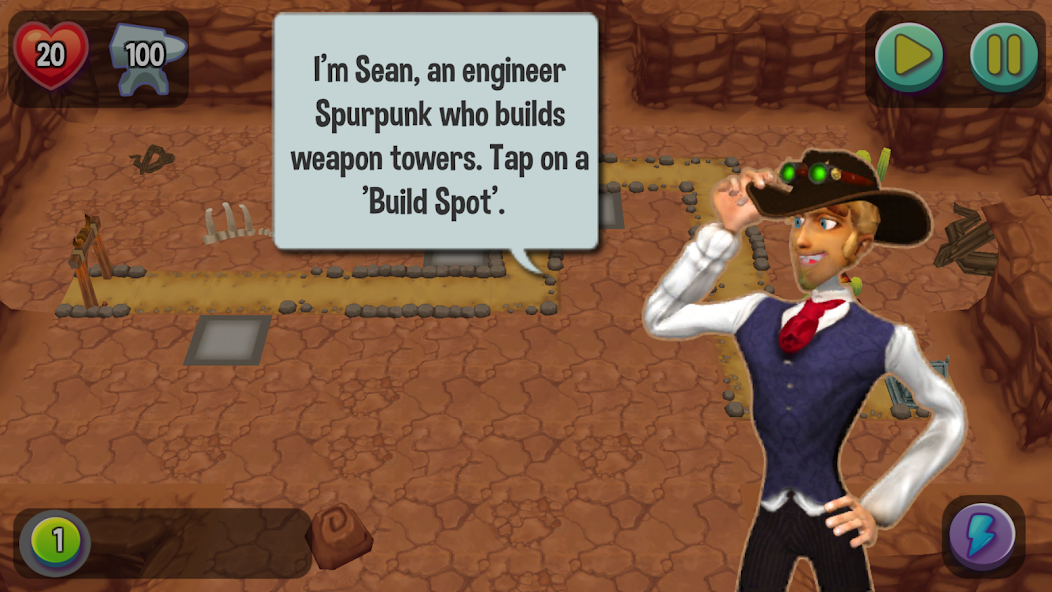 20
100
I'm Sean, an engineer
Spurpunk who builds
weapon towers. Tap on a
'Build Spot'.
1